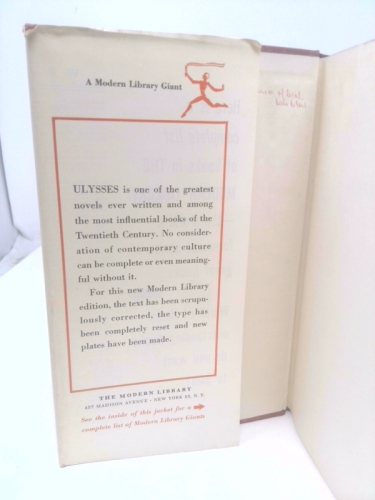 A Modern Library Giant
ULYSSES is one of the greatest
novels ever written and among
the most influential books of the
Twentieth Century. No consider-
ation of contemporary culture
can be complete or even meaning-
ful without it.
For this new Modern Library
edition, the text has been scrupu-
lously corrected, the type has
been completely reset and new
plates have been made.
THE MODERN LIBRARY
457 MADISON AVENUE • NEW YORK 22, N. Y.
See the inside of this jacket for a
complete list of Modern Library Giants